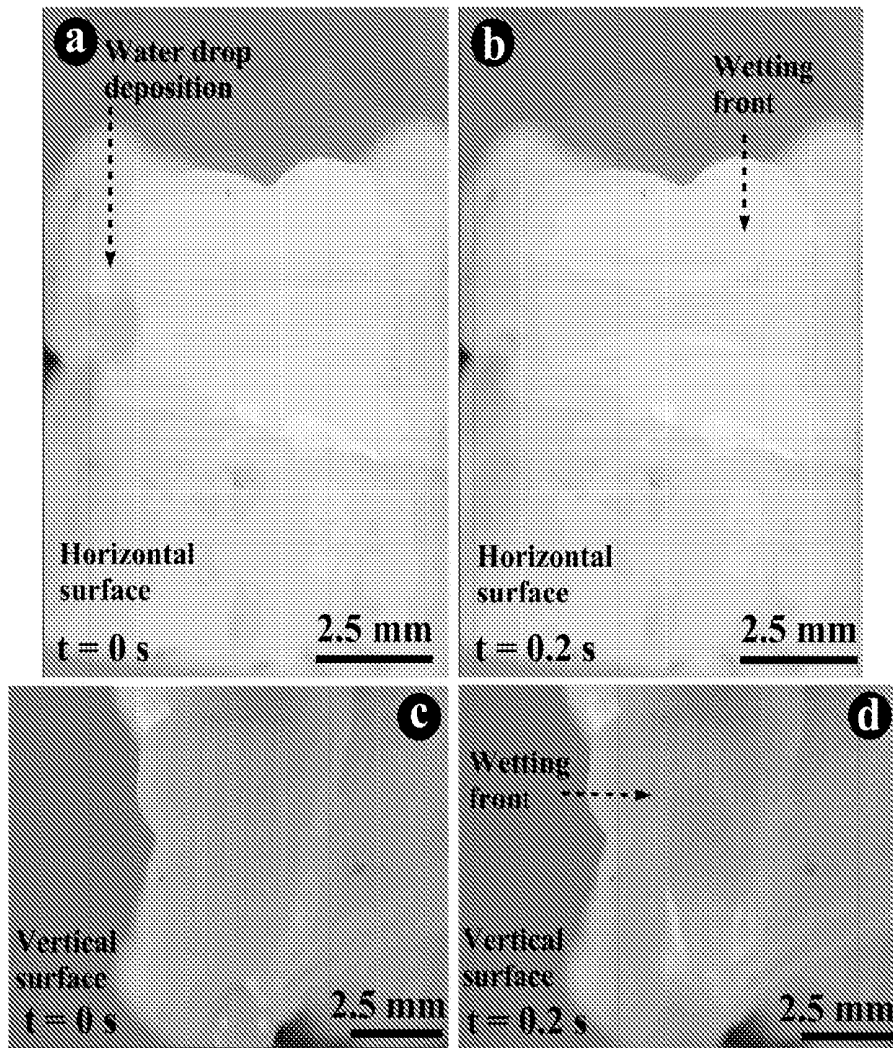 a
Water drop
deposition
Horizontal
surface
t = 0 s
2.5 mm
b
Wetting
front
Horizontal
surface
t = 0.2 s
2.5 mm
c
Vertical
surface
t = 0 s
2.5 mm
d
Wetting
front
Vertical
surface
t = 0.2 s
2.5 mm